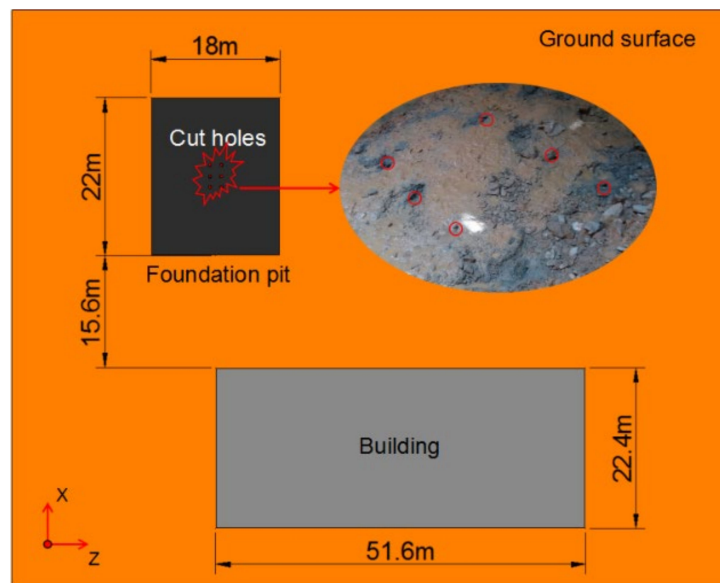 18m
Ground surface
Cut holes
22m
Foundation pit
15.6m
Building
22.4m
X
Z
51.6m